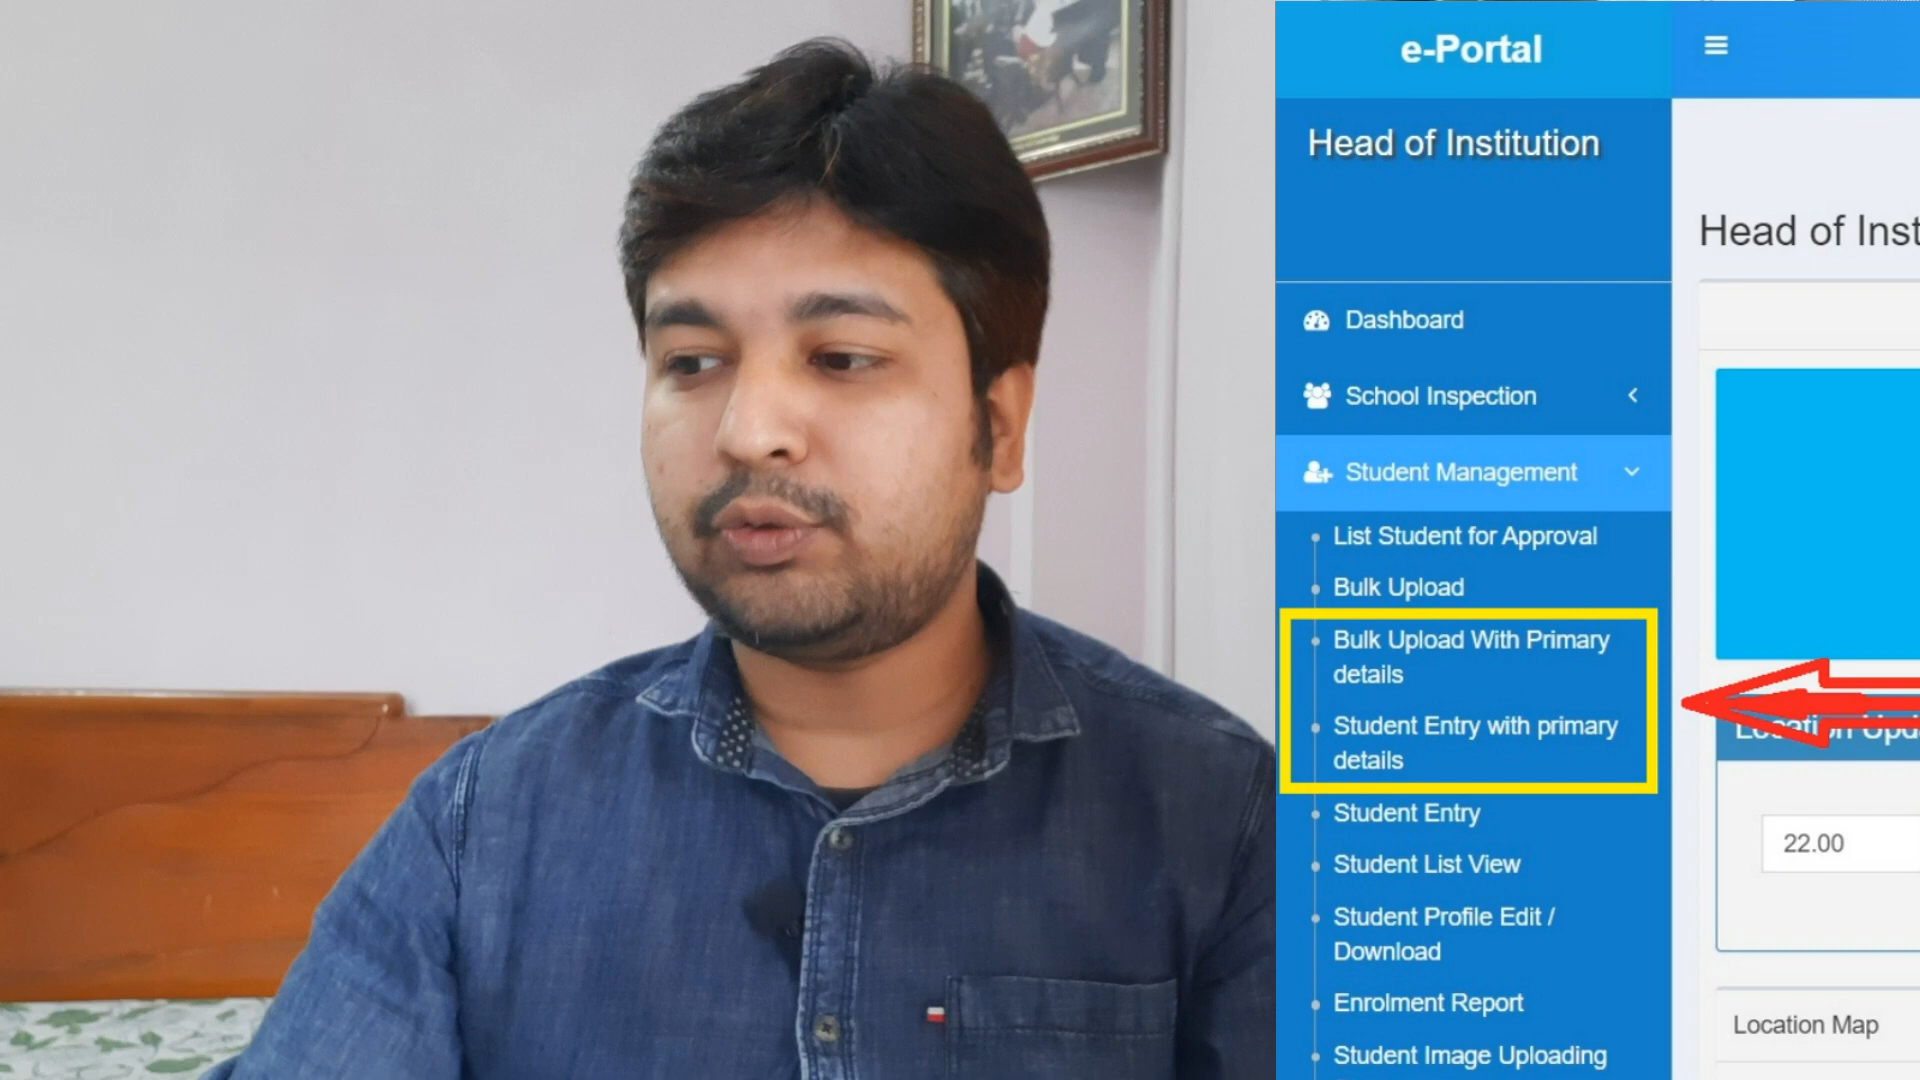 e-Portal
Head of Institution
Head of Inst
Dashboard
School Inspection
Student Management
List Student for Approval
Bulk Upload
Bulk Upload With Primary
details
Student Entry with primary
details
Location Upd
Student Entry
22.00
Student List View
Student Profile Edit /
Download
Enrolment Report
Location Map
Student Image Uploading